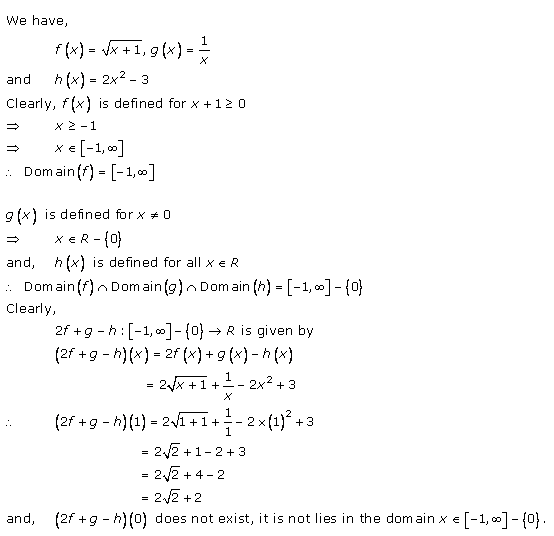 We have,
f(x) = √(x+1), g(x) = 1/x
and h(x) = 2x² − 3
Clearly, f(x) is defined for x + 1 ≥ 0
⇒ x ≥ −1
⇒ x ∈ [−1, ∞]
∴ Domain(f) = [−1, ∞]
g(x) is defined for x ≠ 0
⇒ x ∈ R − {0}
and, h(x) is defined for all x ∈ R
∴ Domain(f) ∩ Domain(g) ∩ Domain(h) = [−1, ∞] − {0}
Clearly,
2f + g − h : [−1, ∞] − {0} → R is given by
(2f + g − h)(x) = 2f(x) + g(x) − h(x)
= 2√(x+1) + 1/x − 2x² + 3
∴ (2f + g − h)(1) = 2√(1+1) + 1/1 − 2 × (1)² + 3
= 2√2 + 1 − 2 + 3
= 2√2 + 4 − 2
= 2√2 + 2
and, (2f + g − h)(0) does not exist, it is not lies in the domain x ∈ [−1, ∞] − {0}.